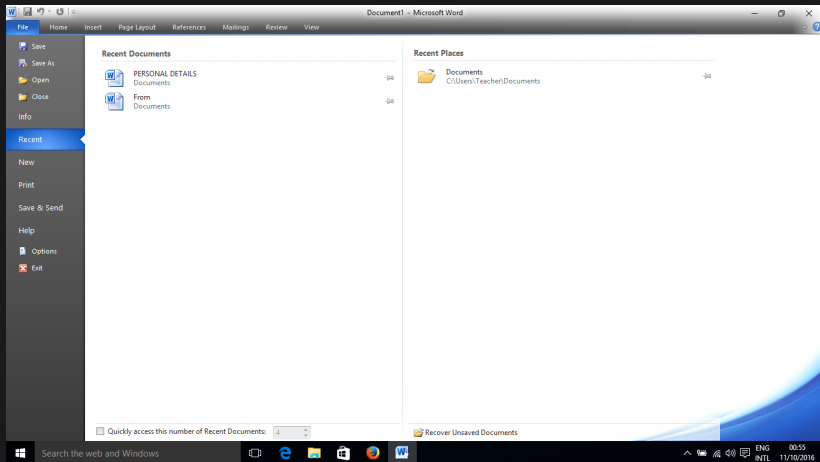 Document1 - Microsoft Word
File Home Insert Page Layout References Mailings Review View
Save
Save As
Open
Close
Info
Recent
New
Print
Save & Send
Help
Options
Exit
Recent Documents
PERSONAL DETAILS
Documents
From
Documents
Quickly access this number of Recent Documents: 4
Recent Places
Documents
C:\Users\Teacher\Documents
Recover Unsaved Documents
Search the web and Windows
ENG
INTL
00:55
11/10/2016